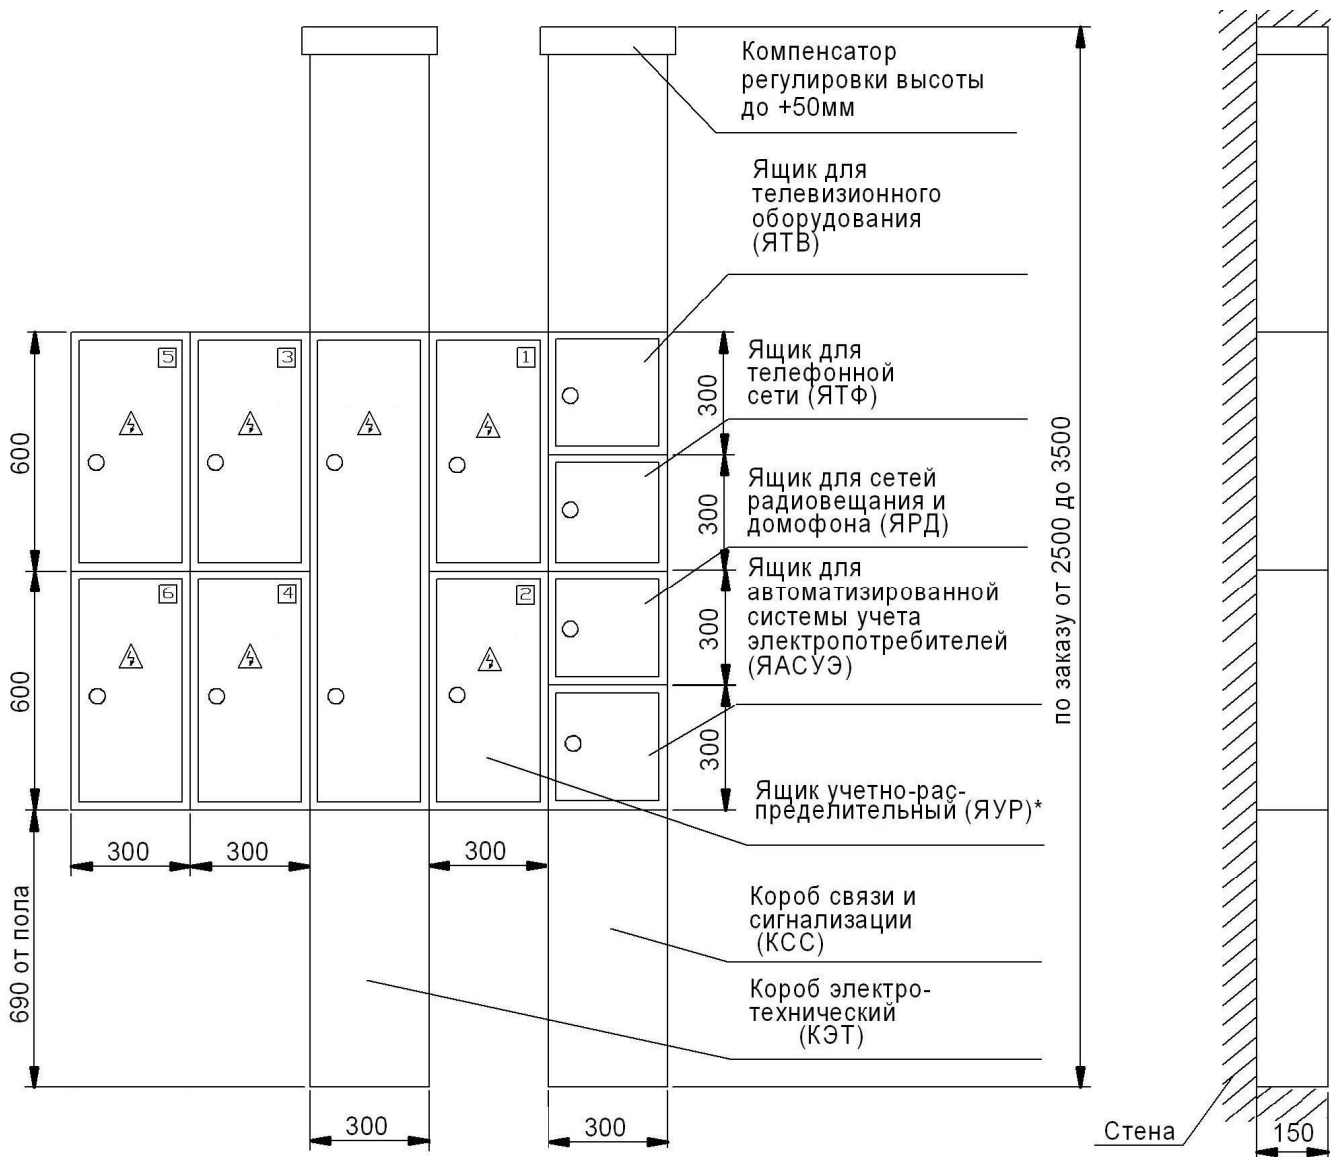 Компенсатор
регулировки высоты
до +50мм
Ящик для
телевизионного
оборудования
(ЯТВ)
5
3
1
Ящик для
телефонной
сети (ЯТФ)
600
300
Ящик для сетей
радиовещания и
домофона (ЯРД)
300
по заказу от 2500 до 3500
Ящик для
автоматизированной
системы учета
электропотребителей
(ЯАСУЭ)
6
4
2
600
300
300
Ящик учетно-рас-
пределительный (ЯУР)*
300
300
300
690 от пола
Короб связи и
сигнализации
(КСС)
Короб электро-
технический
(КЭТ)
300
300
Стена
150